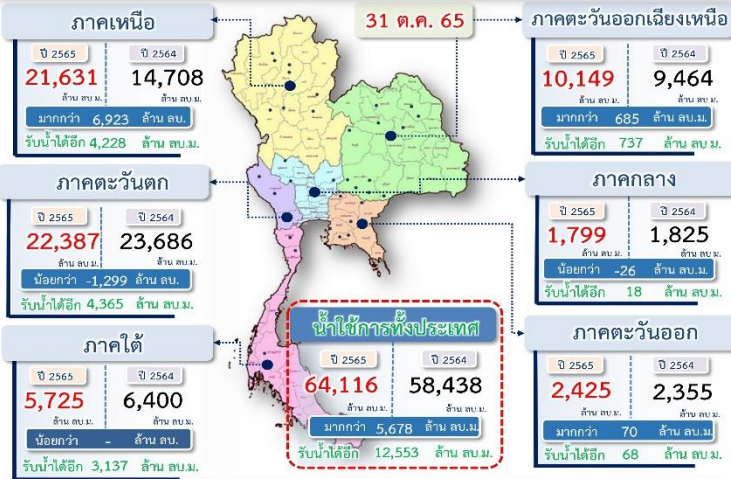 ภาคเหนือ
ปี 2565 ปี 2564
21,631 14,708
ล้าน ลบ.ม. ล้าน ลบ.ม.
มากกว่า 6,923 ล้าน ลบ.
รับน้ำได้อีก 4,228 ล้าน ลบ.ม.
31 ต.ค. 65
ภาคตะวันออกเฉียงเหนือ
ปี 2565 ปี 2564
10,149 9,464
ล้าน ลบ.ม. ล้าน ลบ.ม.
มากกว่า 685 ล้าน ลบ.ม.
รับน้ำได้อีก 737 ล้าน ลบ.ม.
ภาคตะวันตก
ปี 2565 ปี 2564
22,387 23,686
ล้าน ลบ.ม. ล้าน ลบ.ม.
น้อยกว่า -1,299 ล้าน ลบ.
รับน้ำได้อีก 4,365 ล้าน ลบ.ม.
ภาคกลาง
ปี 2565 ปี 2564
1,799 1,825
ล้าน ลบ.ม. ล้าน ลบ.ม.
น้อยกว่า -26 ล้าน ลบ.ม.
รับน้ำได้อีก 18 ล้าน ลบ.ม.
ภาคใต้
ปี 2565 ปี 2564
5,725 6,400
ล้าน ลบ.ม. ล้าน ลบ.ม.
น้อยกว่า - ล้าน ลบ.
รับน้ำได้อีก 3,137 ล้าน ลบ.ม.
น้ำใช้การทั้งประเทศ
ปี 2565 ปี 2564
64,116 58,438
ล้าน ลบ.ม. ล้าน ลบ.ม.
มากกว่า 5,678 ล้าน ลบ.ม.
รับน้ำได้อีก 12,553 ล้าน ลบ.ม.
ภาคตะวันออก
ปี 2565 ปี 2564
2,425 2,355
ล้าน ลบ.ม. ล้าน ลบ.ม.
มากกว่า 70 ล้าน ลบ.ม.
รับน้ำได้อีก 68 ล้าน ลบ.ม.